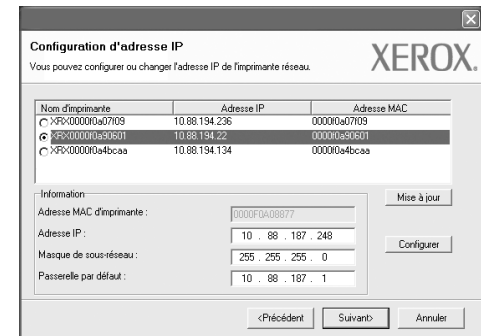 Configuration d'adresse IP
Vous pouvez configurer ou changer l'adresse IP de l'imprimante réseau.
XEROX.
Nom d'imprimante Adresse IP Adresse MAC
XRX0000f0a07f09 10.88.194.236 0000f0a07f09
XRX0000f0a90601 10.88.194.22 0000f0a90601
XRX0000f0a4bcaa 10.88.194.134 0000f0a4bcaa
Information
Mise à jour
Adresse MAC d'imprimante : 0000F0A08877
Adresse IP : 10 . 88 . 187 . 248
Configurer
Masque de sous-réseau : 255 . 255 . 255 . 0
Passerelle par défaut : 10 . 88 . 187 . 1
<Précédent Suivant> Annuler